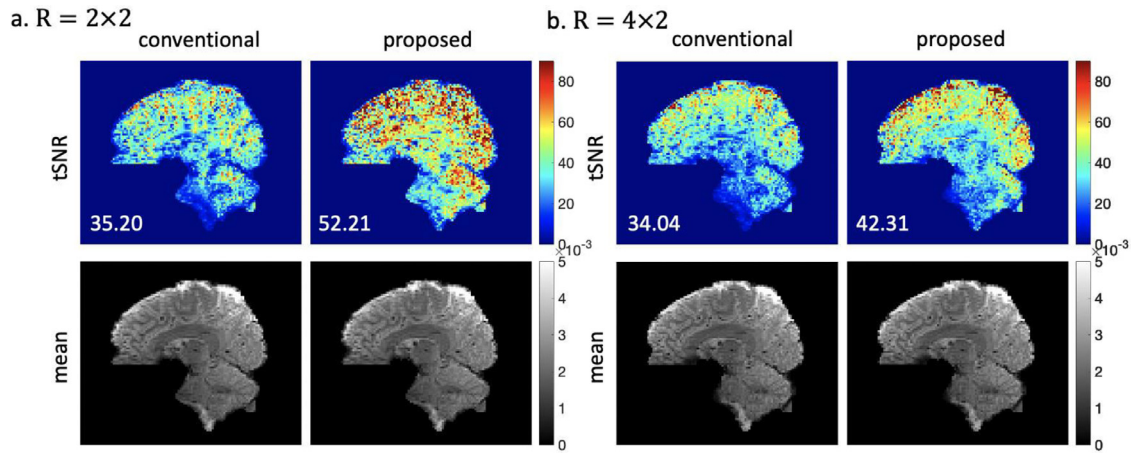 a. R = 2×2
conventional
proposed
tSNR
35.20
52.21
80
60
40
20
0
mean
×10⁻³
5
4
3
2
1
0
b. R = 4×2
conventional
proposed
tSNR
34.04
42.31
80
60
40
20
0
mean
×10⁻³
5
4
3
2
1
0